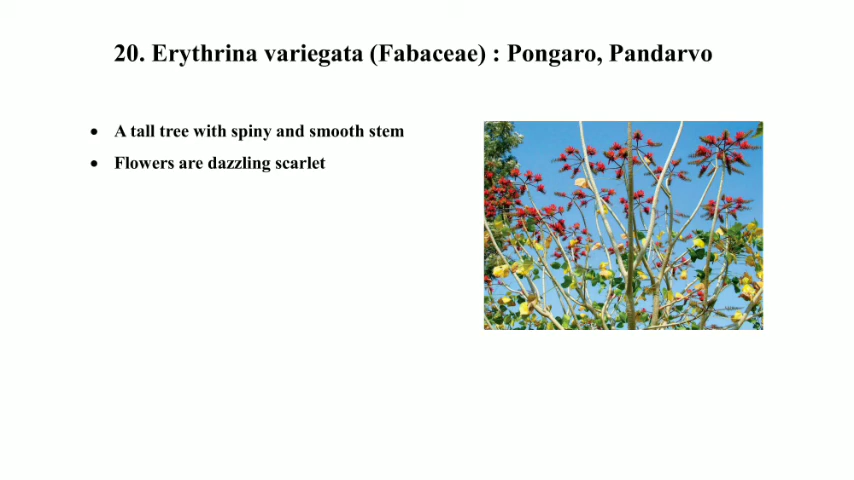 20. Erythrina variegata (Fabaceae) : Pongaro, Pandarvo
• A tall tree with spiny and smooth stem
• Flowers are dazzling scarlet